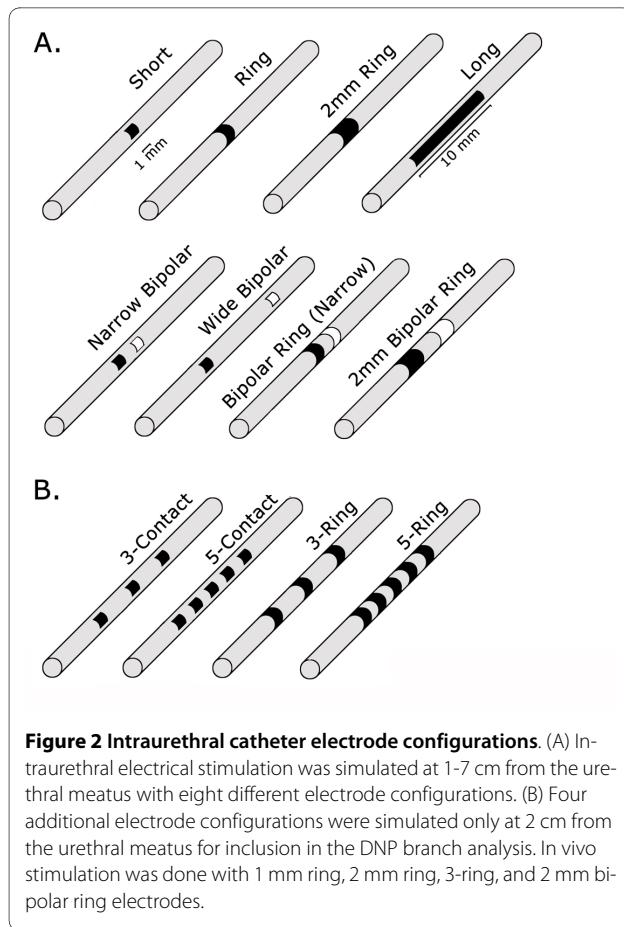 A.
Short
Ring
2mm Ring
Long
1 mm
10 mm
Narrow Bipolar
Wide Bipolar
Bipolar Ring (Narrow)
2mm Bipolar Ring
B.
3-Contact
5-Contact
3-Ring
5-Ring
Figure 2 Intraurethral catheter electrode configurations. (A) In-
traurethral electrical stimulation was simulated at 1-7 cm from the ure-
thral meatus with eight different electrode configurations. (B) Four
additional electrode configurations were simulated only at 2 cm from
the urethral meatus for inclusion in the DNP branch analysis. In vivo
stimulation was done with 1 mm ring, 2 mm ring, 3-ring, and 2 mm bi-
polar ring electrodes.